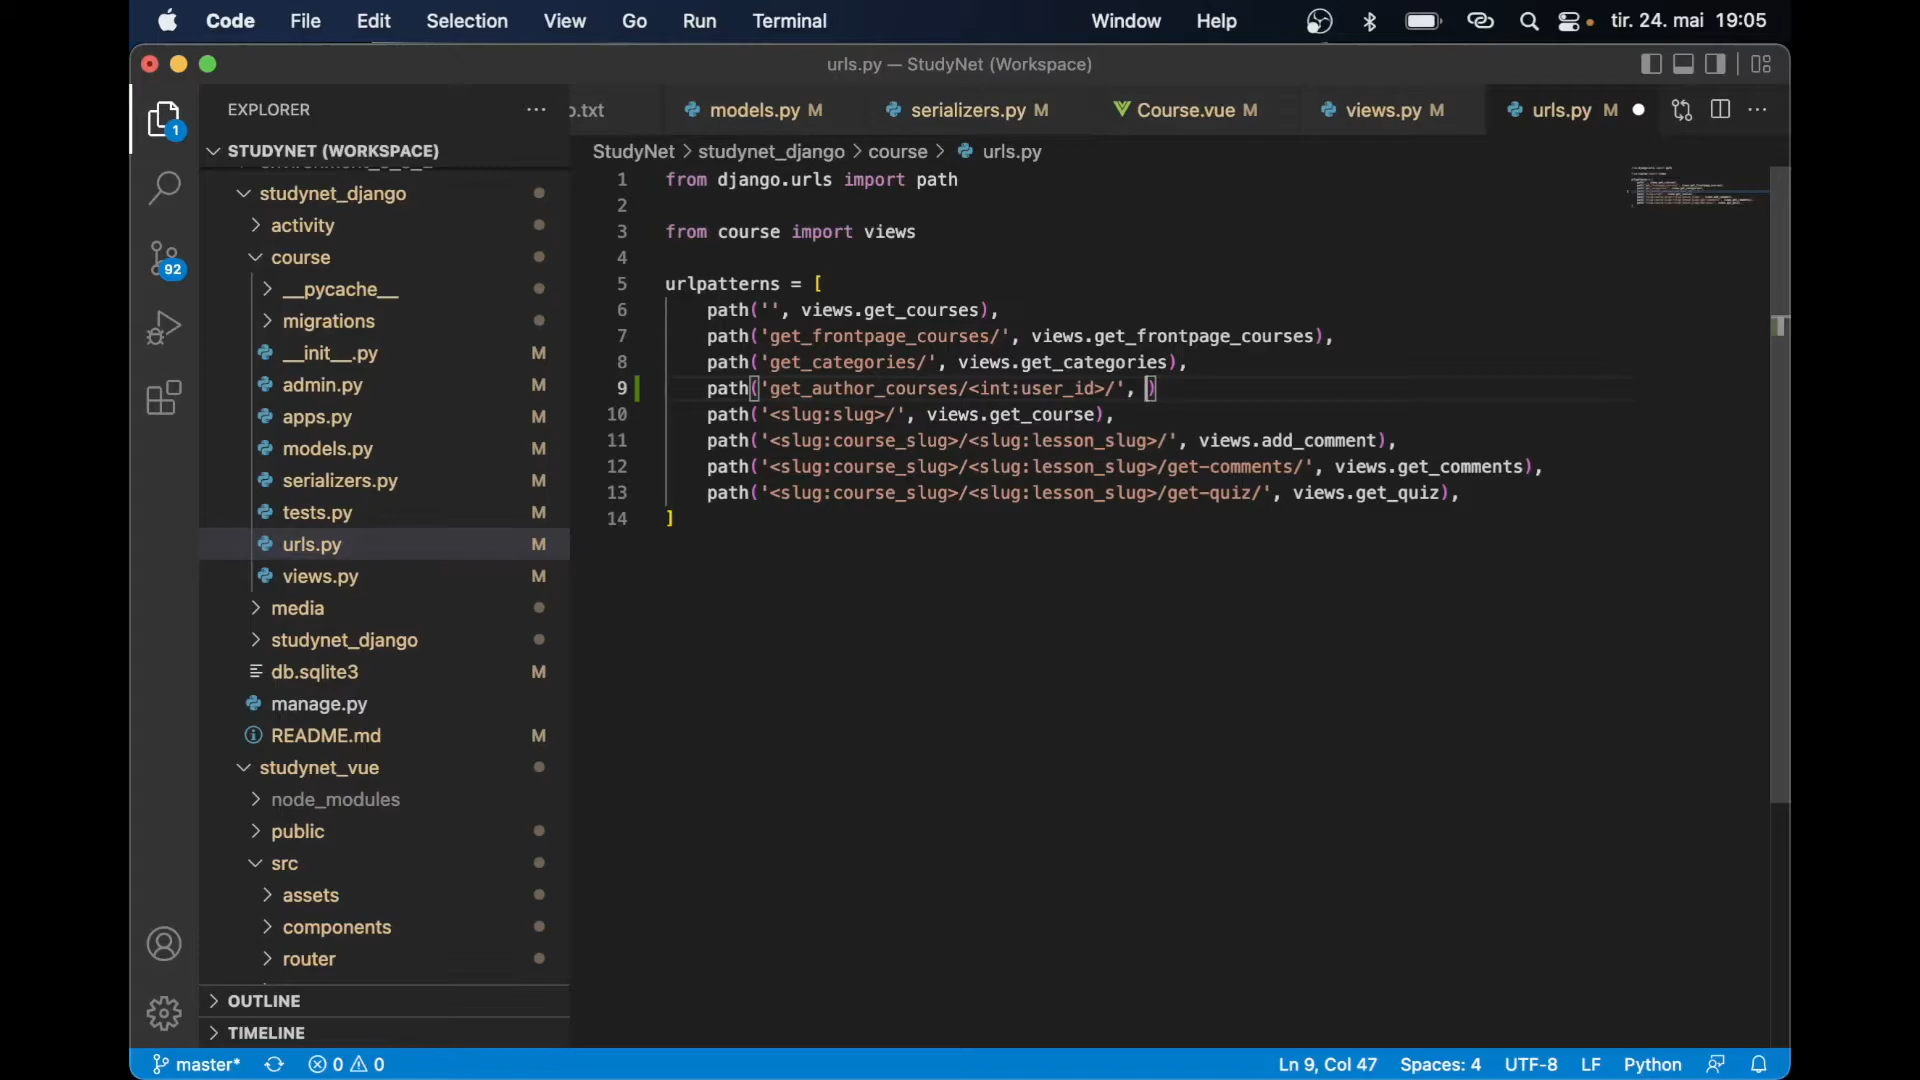 Code File Edit Selection View Go Run Terminal Window Help tir. 24. mai 19:05
urls.py — StudyNet (Workspace)
EXPLORER
.txt models.py M serializers.py M Course.vue M views.py M urls.py M
STUDYNET (WORKSPACE)
StudyNet > studynet_django > course > urls.py
studynet_django
activity
course
__pycache__
migrations
__init__.py M
admin.py M
apps.py M
models.py M
serializers.py M
tests.py M
urls.py M
views.py M
media
studynet_django
db.sqlite3 M
manage.py
README.md M
studynet_vue
node_modules
public
src
assets
components
router
OUTLINE
TIMELINE
1
92
1 from django.urls import path
2
3 from course import views
4
5 urlpatterns = [
6 path('', views.get_courses),
7 path('get_frontpage_courses/', views.get_frontpage_courses),
8 path('get_categories/', views.get_categories),
9 path('get_author_courses/<int:user_id>/', )
10 path('<slug:slug>/', views.get_course),
11 path('<slug:course_slug>/<slug:lesson_slug>/', views.add_comment),
12 path('<slug:course_slug>/<slug:lesson_slug>/get-comments/', views.get_comments),
13 path('<slug:course_slug>/<slug:lesson_slug>/get-quiz/', views.get_quiz),
14 ]
master* 0 0 Ln 9, Col 47 Spaces: 4 UTF-8 LF Python